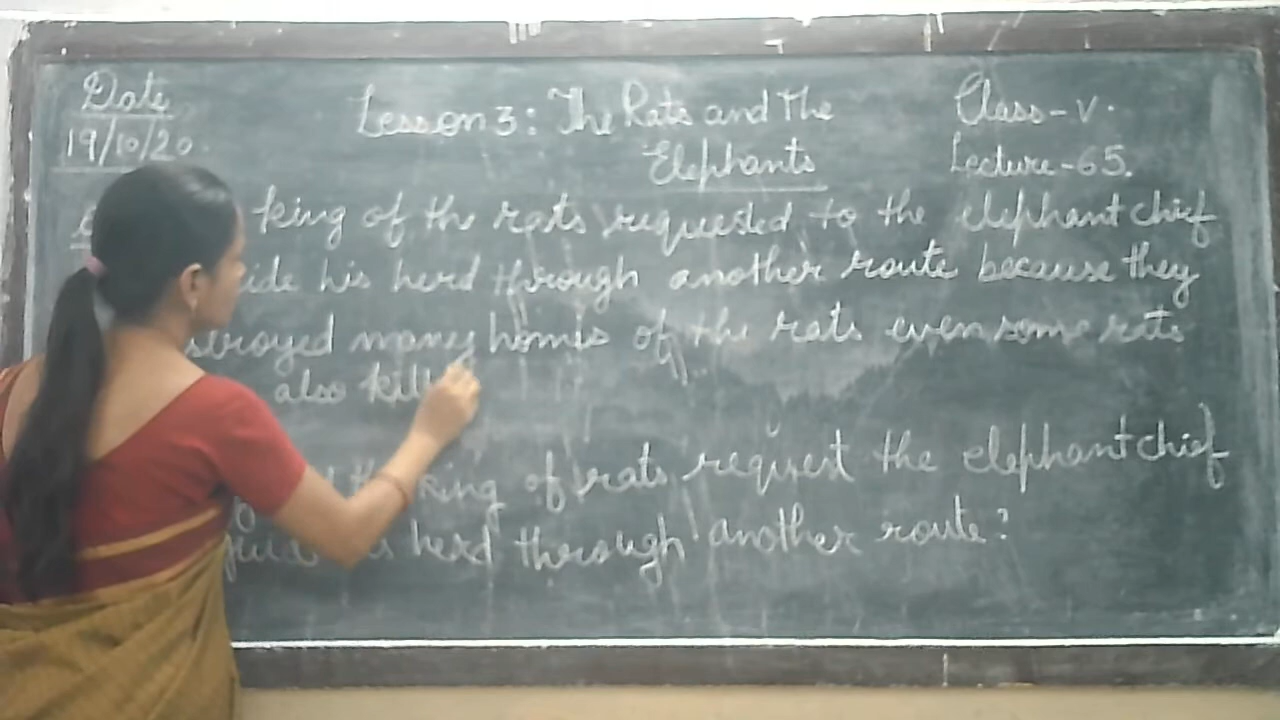 Date
19/10/20.
Lesson 3: The Rats and The
Elephants
Class-V.
Lecture-65.
king of th rats requested to the elephant chief
ide his herd through another route because they
stroyed many homes of the rats even some rats
also kill
king of rats request the elephant chief
herd through another route?